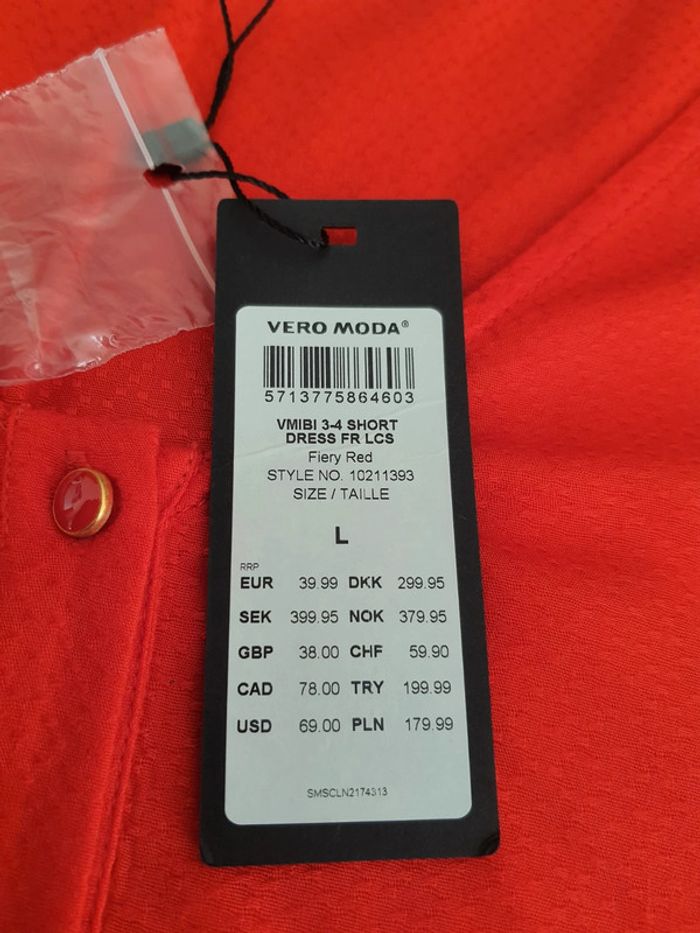 VERO MODA®
5713775864603
VMIBI 3-4 SHORT
DRESS FR LCS
Fiery Red
STYLE NO. 10211393
SIZE / TAILLE
L
RRP
EUR 39.99 DKK 299.95
SEK 399.95 NOK 379.95
GBP 38.00 CHF 59.90
CAD 78.00 TRY 199.99
USD 69.00 PLN 179.99
SMSCLN2174313